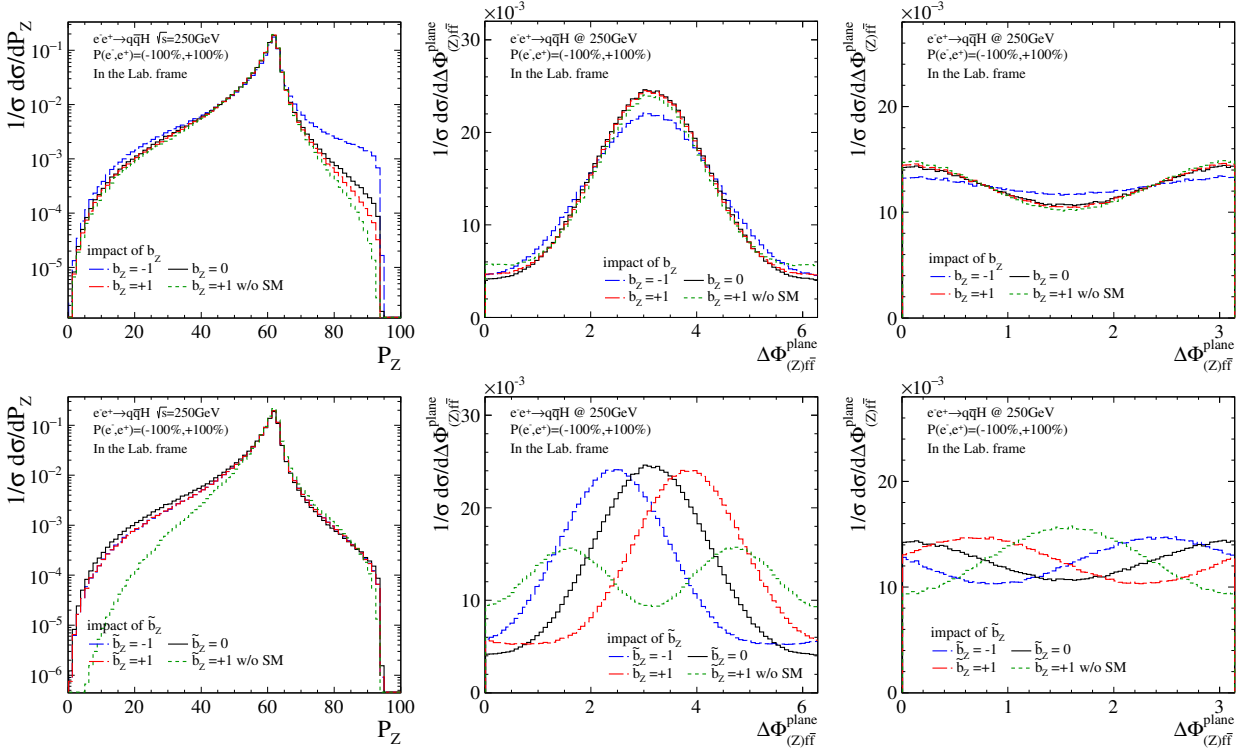 1/σ dσ/dP_Z
e⁻e⁺→qq̄H √s=250GeV
P(e⁻,e⁺)=(-100%,+100%)
In the Lab. frame
10⁻¹
10⁻²
10⁻³
10⁻⁴
10⁻⁵
impact of b_Z
b_Z = -1 b_Z = 0
b_Z =+1 b_Z =+1 w/o SM
0 20 40 60 80 100
P_Z
×10⁻³
1/σ dσ/dΔΦ^plane_(Z)ff̄
e⁻e⁺→qq̄H @ 250GeV
P(e⁻,e⁺)=(-100%,+100%)
In the Lab. frame
30
20
10
0
impact of b_Z
b_Z = -1 b_Z = 0
b_Z =+1 b_Z =+1 w/o SM
0 2 4 6
ΔΦ^plane_(Z)ff̄
×10⁻³
1/σ dσ/dΔΦ^plane_(Z)ff̄
e⁻e⁺→qq̄H @ 250GeV
P(e⁻,e⁺)=(-100%,+100%)
In the Lab. frame
20
10
0
impact of b_Z
b_Z = -1 b_Z = 0
b_Z =+1 b_Z =+1 w/o SM
0 1 2 3
ΔΦ^plane_(Z)ff̄
1/σ dσ/dP_Z
e⁻e⁺→qq̄H √s=250GeV
P(e⁻,e⁺)=(-100%,+100%)
In the Lab. frame
10⁻¹
10⁻²
10⁻³
10⁻⁴
10⁻⁵
10⁻⁶
impact of b̃_Z
b̃_Z = -1 b̃_Z = 0
b̃_Z =+1 b̃_Z =+1 w/o SM
0 20 40 60 80 100
P_Z
×10⁻³
1/σ dσ/dΔΦ^plane_(Z)ff̄
e⁻e⁺→qq̄H @ 250GeV
P(e⁻,e⁺)=(-100%,+100%)
In the Lab. frame
30
20
10
0
impact of b̃_Z
b̃_Z = -1 b̃_Z = 0
b̃_Z =+1 b̃_Z =+1 w/o SM
0 2 4 6
ΔΦ^plane_(Z)ff̄
×10⁻³
1/σ dσ/dΔΦ^plane_(Z)ff̄
e⁻e⁺→qq̄H @ 250GeV
P(e⁻,e⁺)=(-100%,+100%)
In the Lab. frame
20
10
0
impact of b̃_Z
b̃_Z = -1 b̃_Z = 0
b̃_Z =+1 b̃_Z =+1 w/o SM
0 1 2 3
ΔΦ^plane_(Z)ff̄